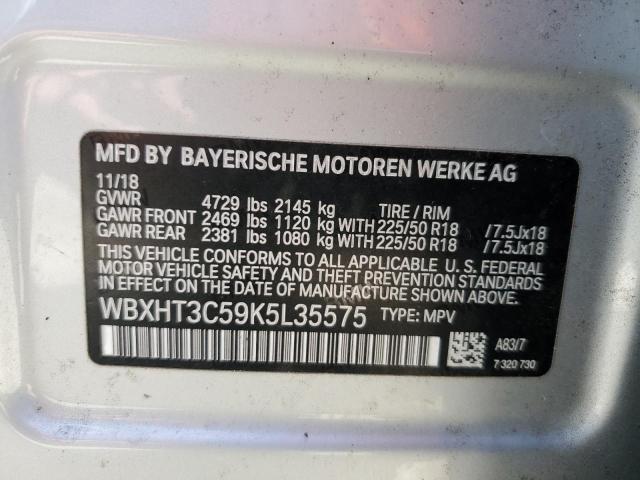 MFD BY BAYERISCHE MOTOREN WERKE AG
11/18
GVWR 4729 lbs 2145 kg TIRE / RIM
GAWR FRONT 2469 lbs 1120 kg WITH 225/50 R18 /7.5Jx18
GAWR REAR 2381 lbs 1080 kg WITH 225/50 R18 /7.5Jx18
THIS VEHICLE CONFORMS TO ALL APPLICABLE U. S. FEDERAL
MOTOR VEHICLE SAFETY AND THEFT PREVENTION STANDARDS
IN EFFECT ON THE DATE OF MANUFACTURE SHOWN ABOVE.
WBXHT3C59K5L35575 TYPE: MPV
A83/7
7 320 730